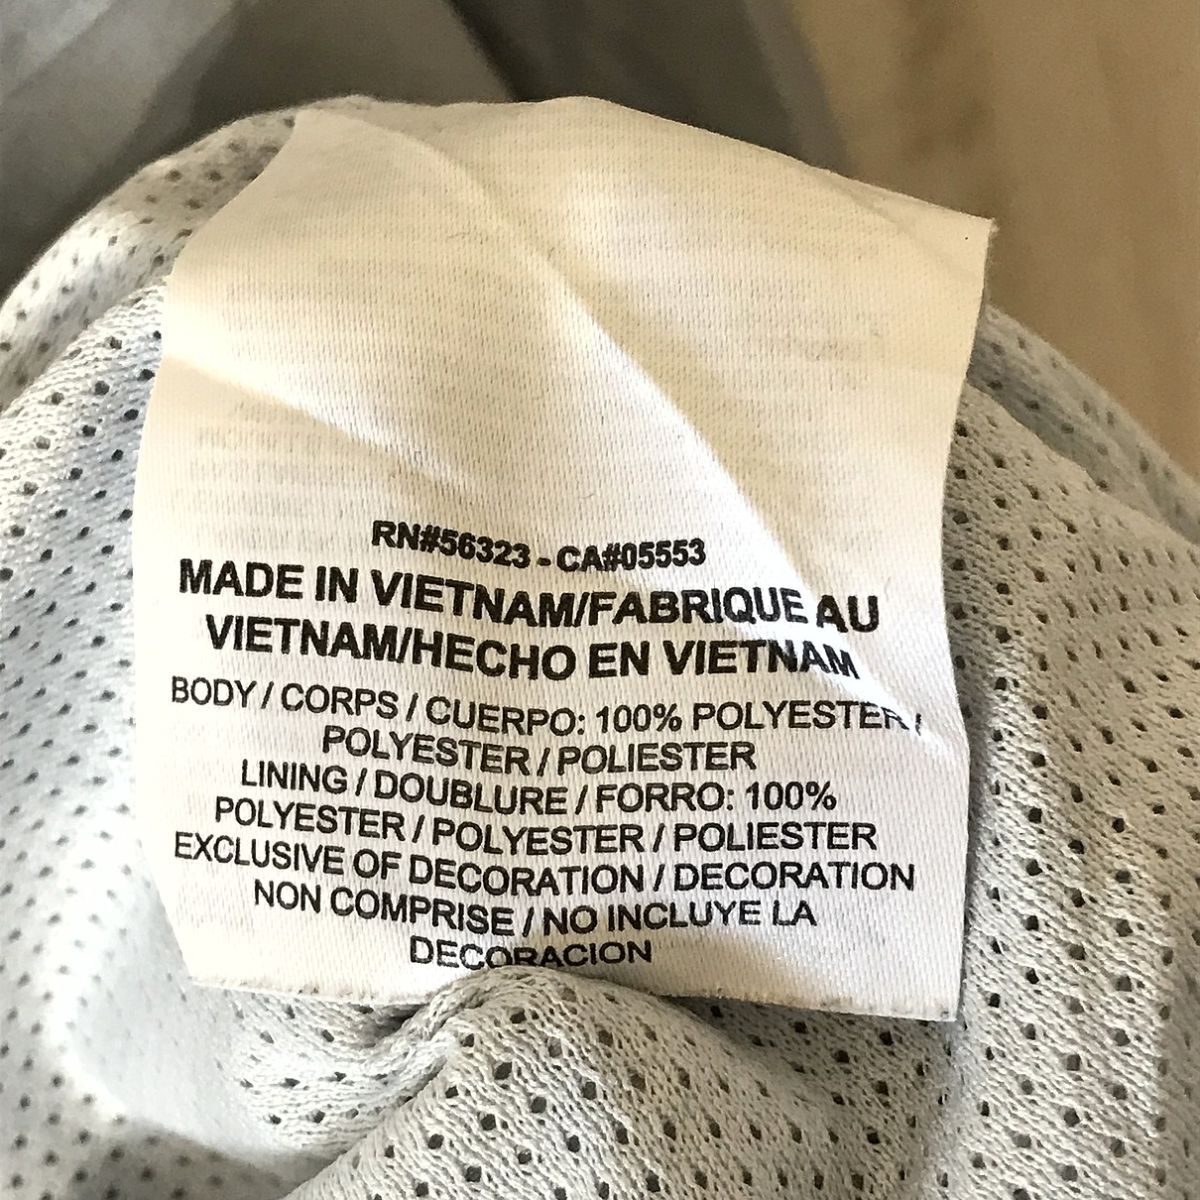 RN#56323 - CA#05553
MADE IN VIETNAM/FABRIQUE AU
VIETNAM/HECHO EN VIETNAM
BODY / CORPS / CUERPO: 100% POLYESTER /
POLYESTER / POLIESTER
LINING / DOUBLURE / FORRO: 100%
POLYESTER / POLYESTER / POLIESTER
EXCLUSIVE OF DECORATION / DECORATION
NON COMPRISE / NO INCLUYE LA
DECORACION